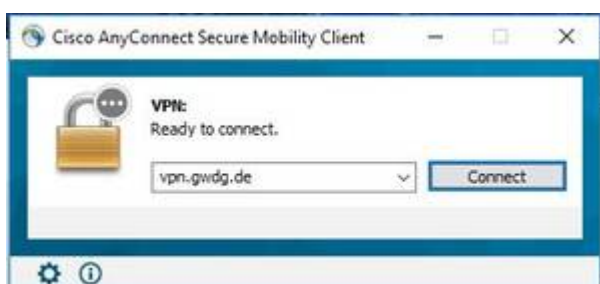 Cisco AnyConnect Secure Mobility Client
VPN:
Ready to connect.
vpn.gwdg.de
Connect